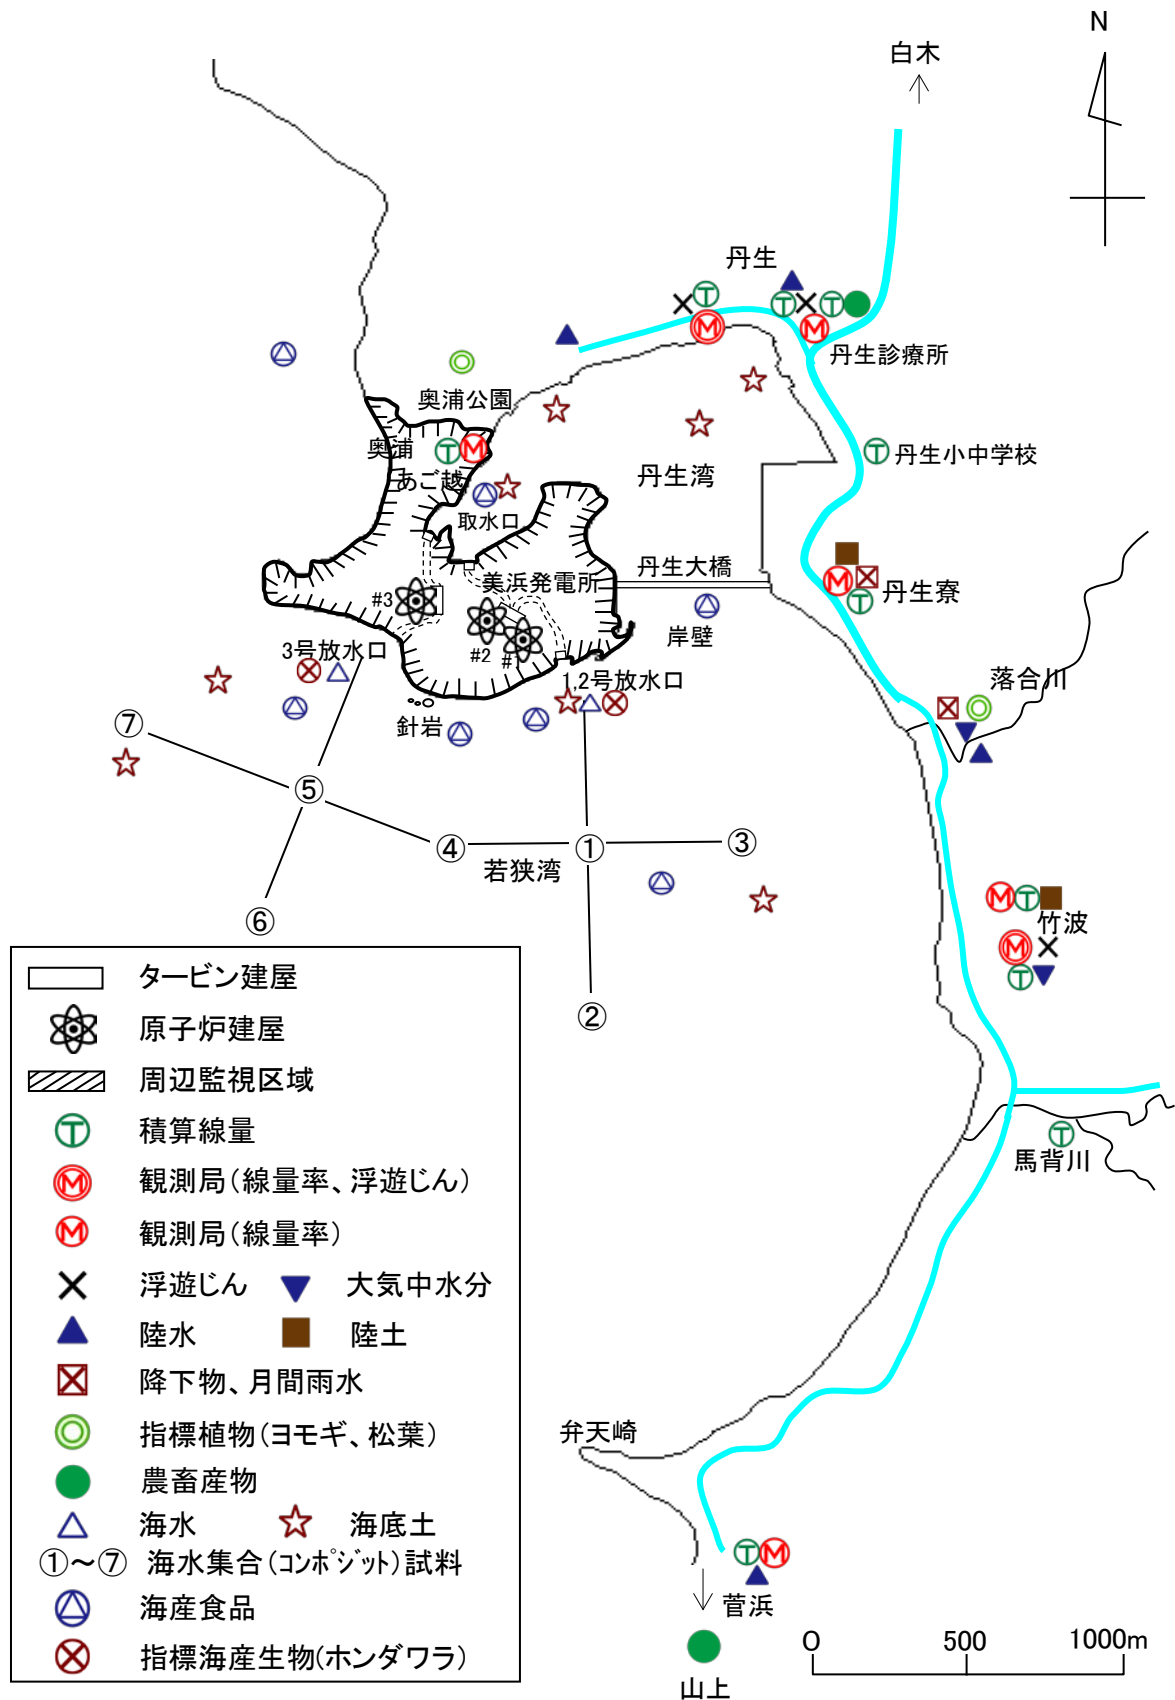 N
白木
丹生
丹生診療所
奥浦公園
奥浦
あご越
丹生小中学校
丹生湾
取水口
美浜発電所
丹生大橋
#3
丹生寮
#2
#1
岸壁
3号放水口
1,2号放水口
落合川
針岩
⑦
⑤
④
①
③
若狭湾
⑥
竹波
②
タービン建屋
原子炉建屋
周辺監視区域
積算線量
観測局(線量率、浮遊じん)
観測局(線量率)
浮遊じん 大気中水分
陸水 陸土
降下物、月間雨水
指標植物(ヨモギ、松葉)
農畜産物
海水 海底土
①～⑦ 海水集合(コンポジット)試料
海産食品
指標海産生物(ホンダワラ)
馬背川
弁天崎
菅浜
山上
O 500 1000m